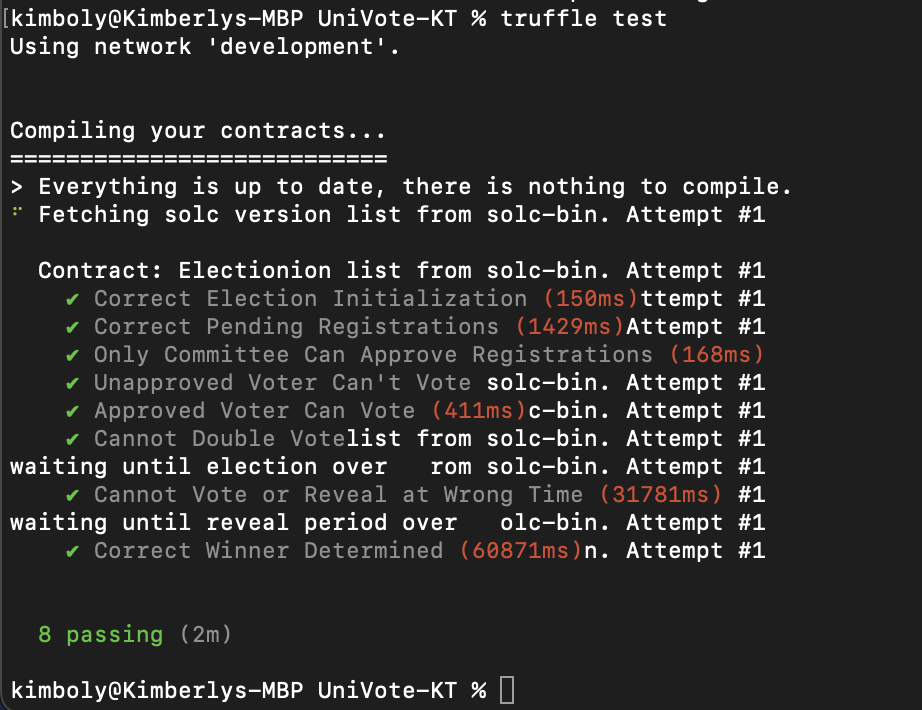 [kimboly@Kimberlys-MBP UniVote-KT % truffle test
Using network 'development'.
Compiling your contracts...
===========================
> Everything is up to date, there is nothing to compile.
⠋ Fetching solc version list from solc-bin. Attempt #1
Contract: Electionion list from solc-bin. Attempt #1
✔ Correct Election Initialization (150ms)ttempt #1
✔ Correct Pending Registrations (1429ms)Attempt #1
✔ Only Committee Can Approve Registrations (168ms)
✔ Unapproved Voter Can't Vote solc-bin. Attempt #1
✔ Approved Voter Can Vote (411ms)c-bin. Attempt #1
✔ Cannot Double Votelist from solc-bin. Attempt #1
waiting until election over   rom solc-bin. Attempt #1
✔ Cannot Vote or Reveal at Wrong Time (31781ms) #1
waiting until reveal period over   olc-bin. Attempt #1
✔ Correct Winner Determined (60871ms)n. Attempt #1
8 passing (2m)
kimboly@Kimberlys-MBP UniVote-KT %